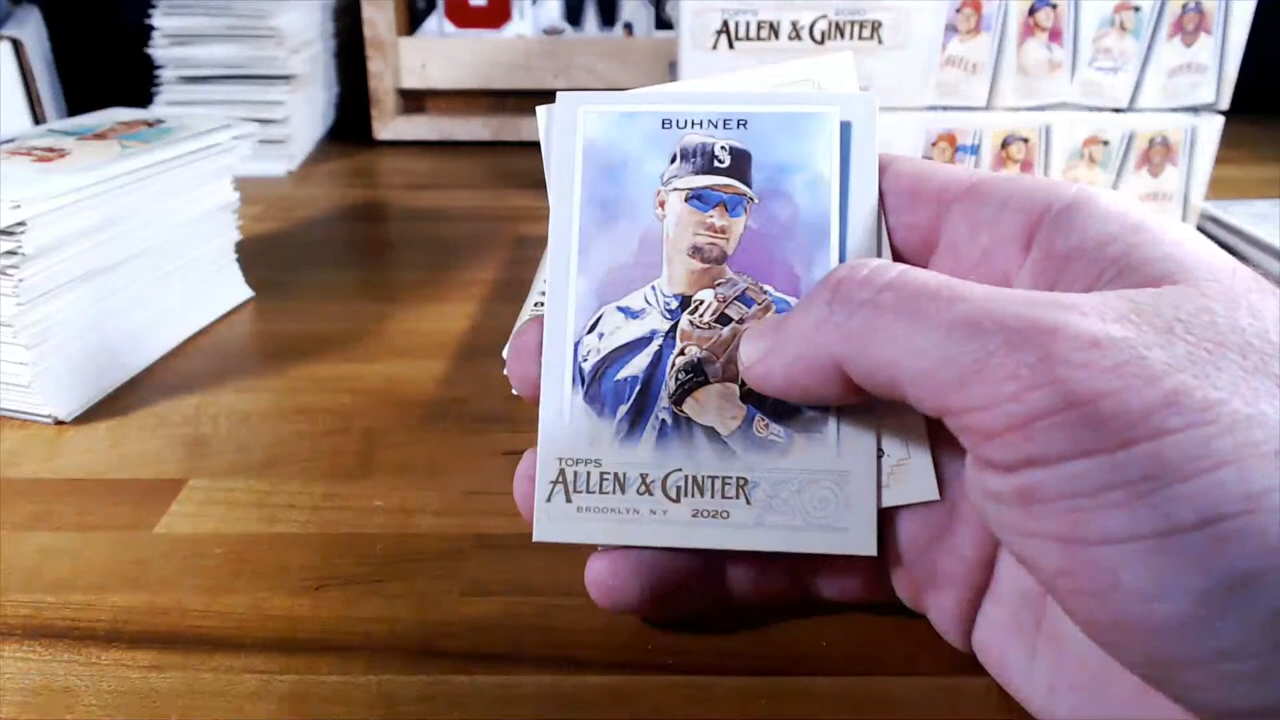 TOPPS 2020
ALLEN & GINTER
BUHNER
S
TOPPS
ALLEN & GINTER
BROOKLYN, N.Y 2020